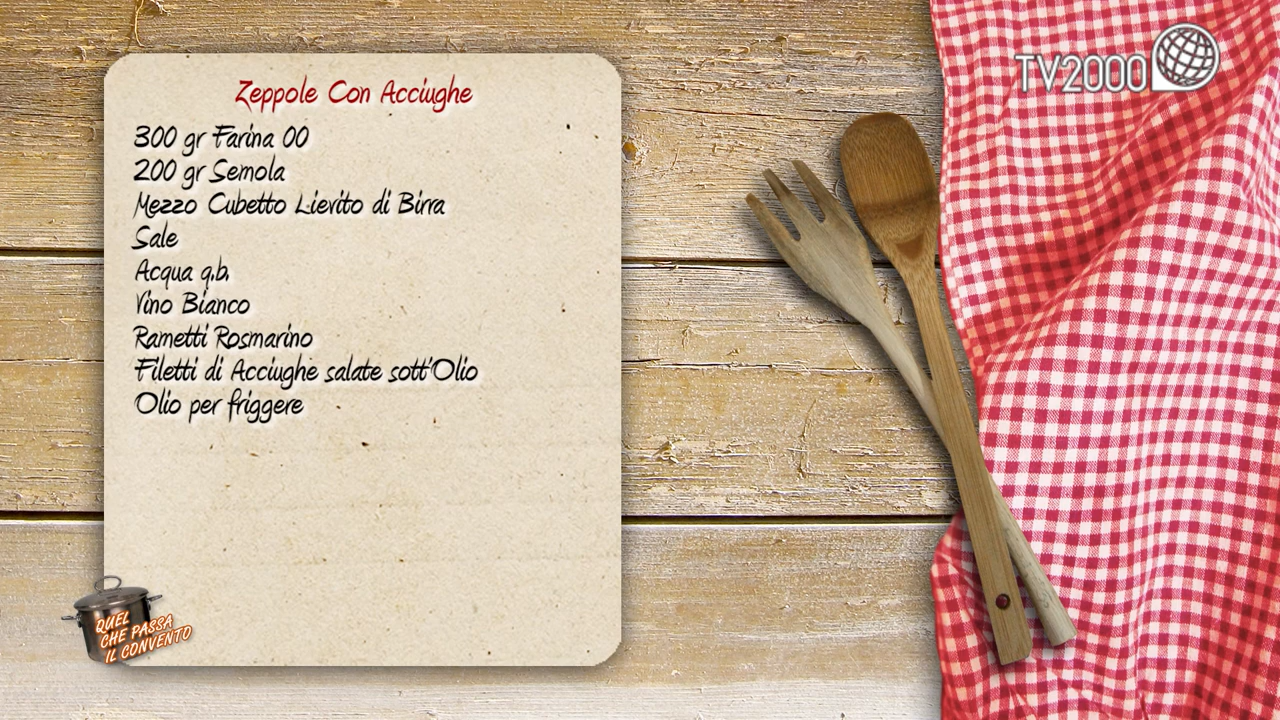 TV2000
Zeppole Con Acciughe
300 gr Farina 00
200 gr Semola
Mezzo Cubetto Lievito di Birra
Sale
Acqua q.b.
Vino Bianco
Rametti Rosmarino
Filetti di Acciughe salate sott'Olio
Olio per friggere
QUEL
CHE PASSA
IL CONVENTO